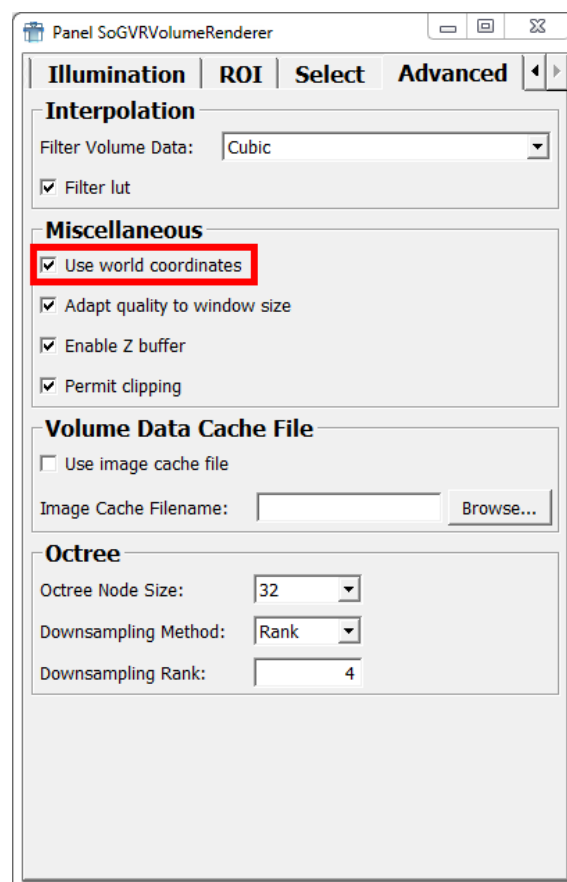 Panel SoGVRVolumeRenderer
Illumination ROI Select Advanced
Interpolation
Filter Volume Data: Cubic
Filter lut
Miscellaneous
Use world coordinates
Adapt quality to window size
Enable Z buffer
Permit clipping
Volume Data Cache File
Use image cache file
Image Cache Filename: Browse...
Octree
Octree Node Size: 32
Downsampling Method: Rank
Downsampling Rank: 4